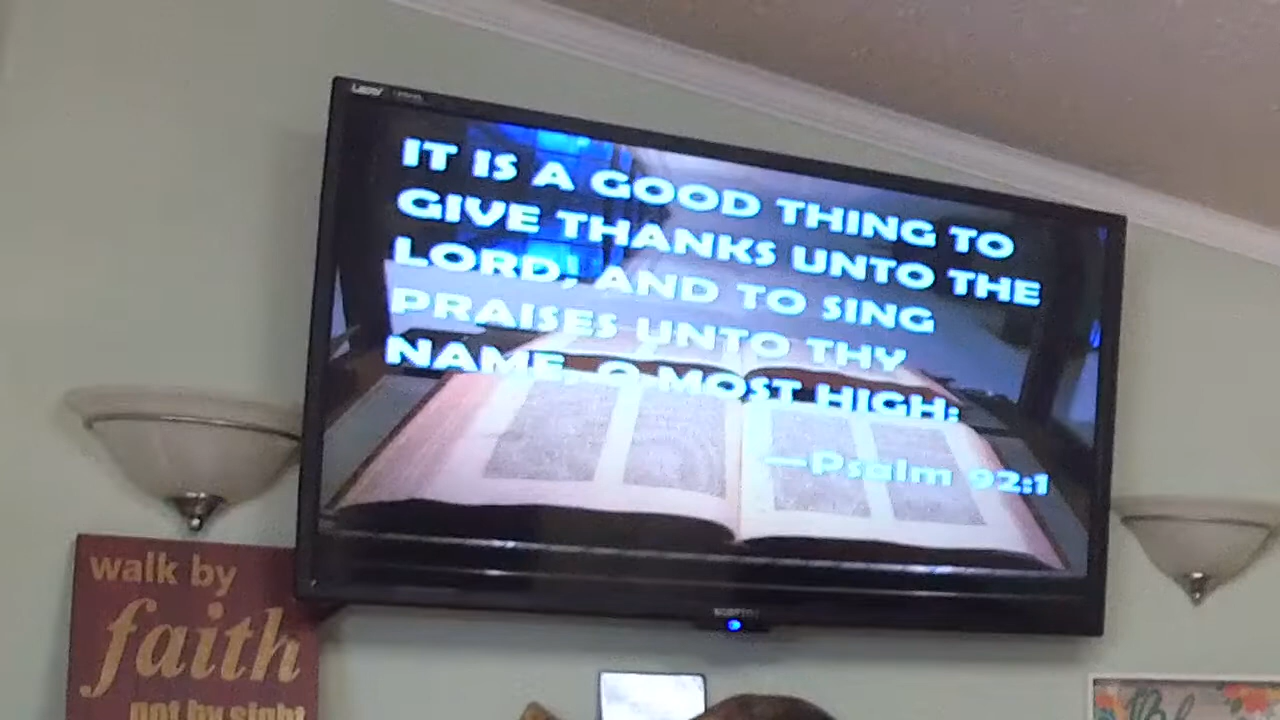 IT IS A GOOD THING TO
GIVE THANKS UNTO THE
LORD, AND TO SING
PRAISES UNTO THY
NAME, O MOST HIGH:
—Psalm 92:1
walk by
faith
not by sight